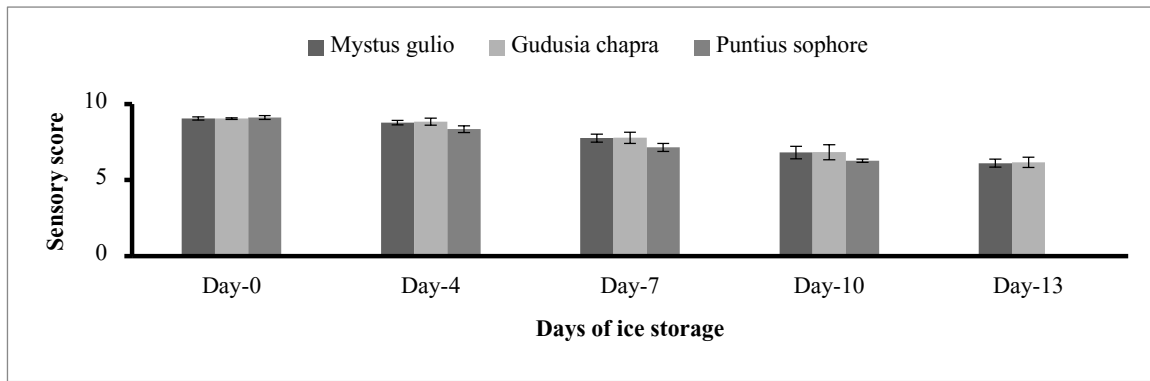 Mystus gulio Gudusia chapra Puntius sophore
10
5
0
Sensory score
Day-0 Day-4 Day-7 Day-10 Day-13
Days of ice storage